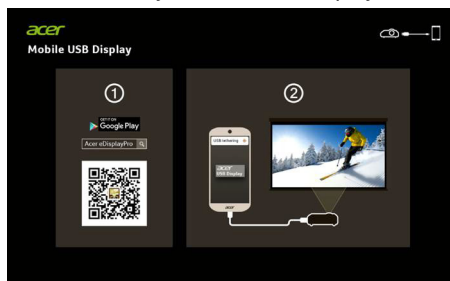 acer
Mobile USB Display
1
2
GET IT ON
Google Play
Acer eDisplayPro
USB tethering
acer
USB Display
acer